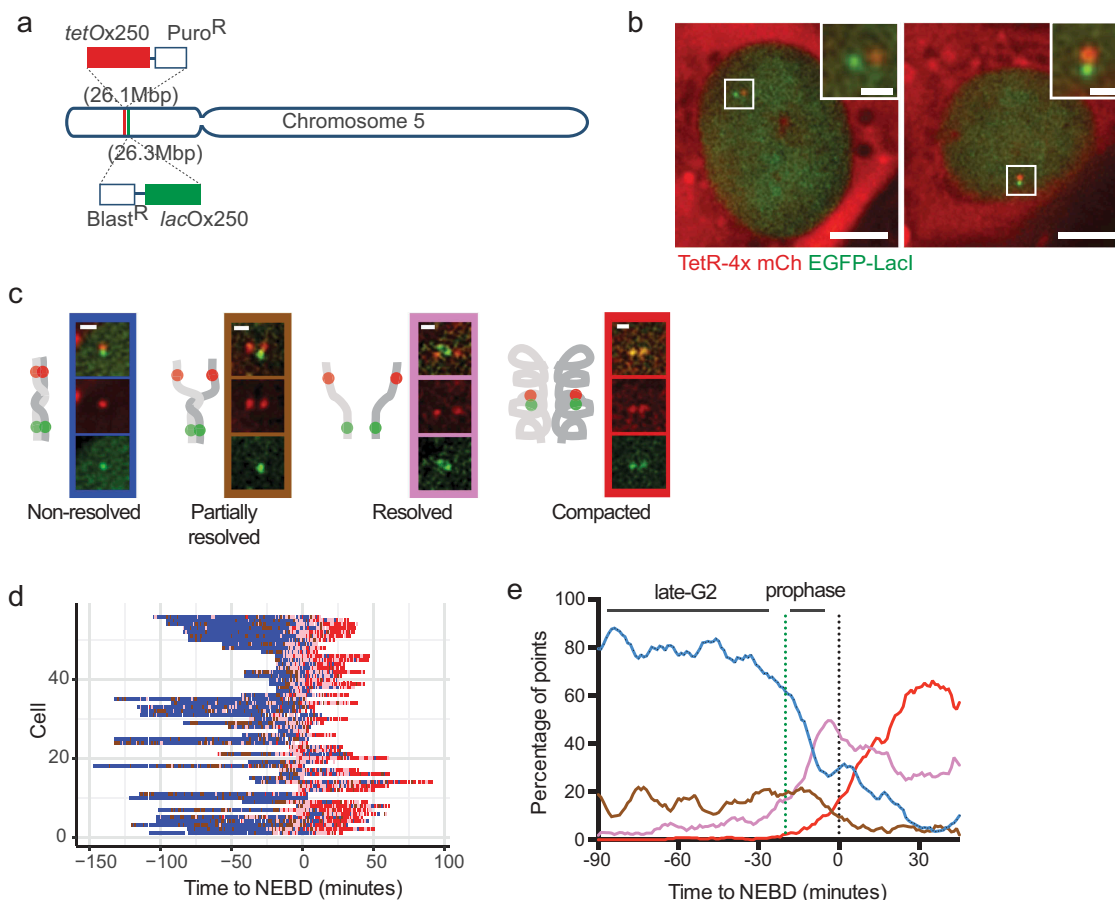 a
tetOx250 Puro^R
(26.1Mbp)
Chromosome 5
(26.3Mbp)
Blast^R lacOx250
b
TetR-4x mCh EGFP-LacI
c
Non-resolved
Partially
resolved
Resolved
Compacted
d
Cell
40
20
0
−150 −100 −50 0 50 100
Time to NEBD (minutes)
e
late-G2 prophase
Percentage of points
100
80
60
40
20
0
-90 -60 -30 0 30
Time to NEBD (minutes)